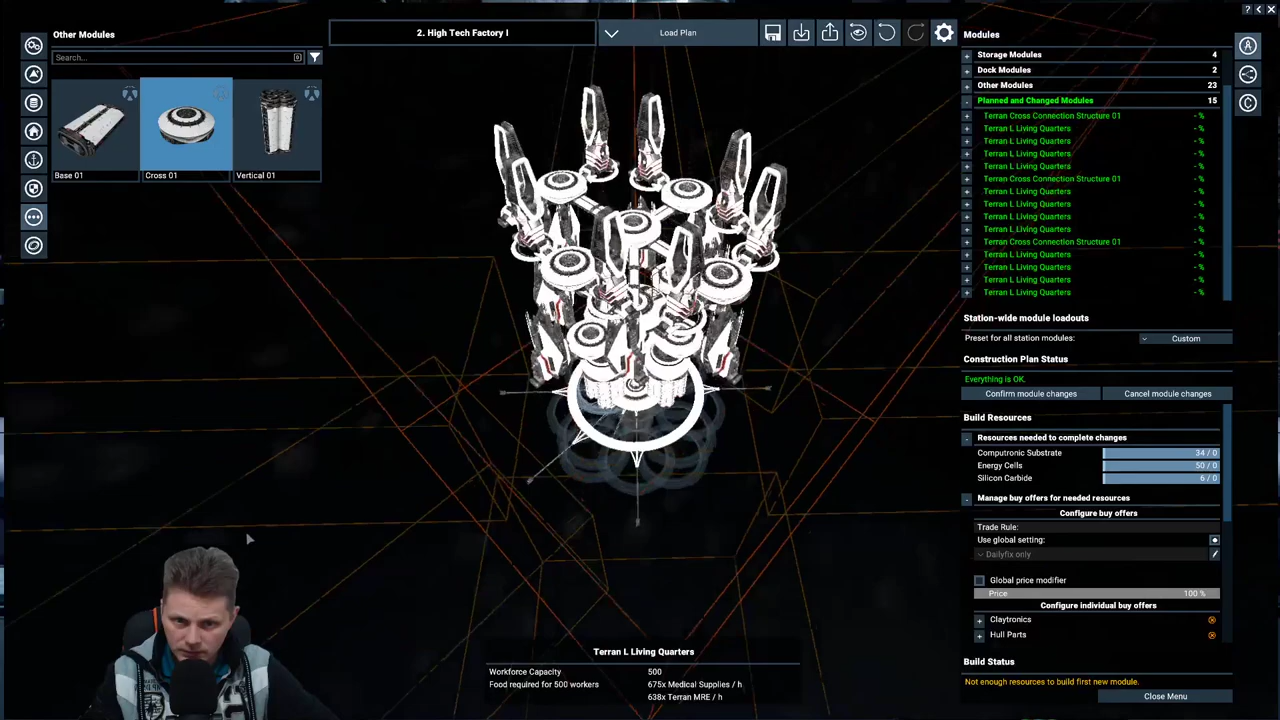 Other Modules
Search...
Base 01
Cross 01
Vertical 01
2. High Tech Factory I
Load Plan
Modules
Storage Modules 4
Dock Modules 2
Other Modules 23
Planned and Changed Modules 15
Terran Cross Connection Structure 01 - %
Terran L Living Quarters - %
Terran L Living Quarters - %
Terran L Living Quarters - %
Terran L Living Quarters - %
Terran Cross Connection Structure 01 - %
Terran L Living Quarters - %
Terran L Living Quarters - %
Terran L Living Quarters - %
Terran L Living Quarters - %
Terran Cross Connection Structure 01 - %
Terran L Living Quarters - %
Terran L Living Quarters - %
Terran L Living Quarters - %
Terran L Living Quarters - %
Station-wide module loadouts
Preset for all station modules: Custom
Construction Plan Status
Everything is OK.
Confirm module changes Cancel module changes
Build Resources
Resources needed to complete changes
Computronic Substrate 34 / 0
Energy Cells 50 / 0
Silicon Carbide 6 / 0
Manage buy offers for needed resources
Configure buy offers
Trade Rule:
Use global setting:
Dailyfix only
Global price modifier
Price 100 %
Configure individual buy offers
Claytronics
Hull Parts
Build Status
Not enough resources to build first new module.
Close Menu
Terran L Living Quarters
Workforce Capacity 500
Food required for 500 workers 675x Medical Supplies / h
638x Terran MRE / h